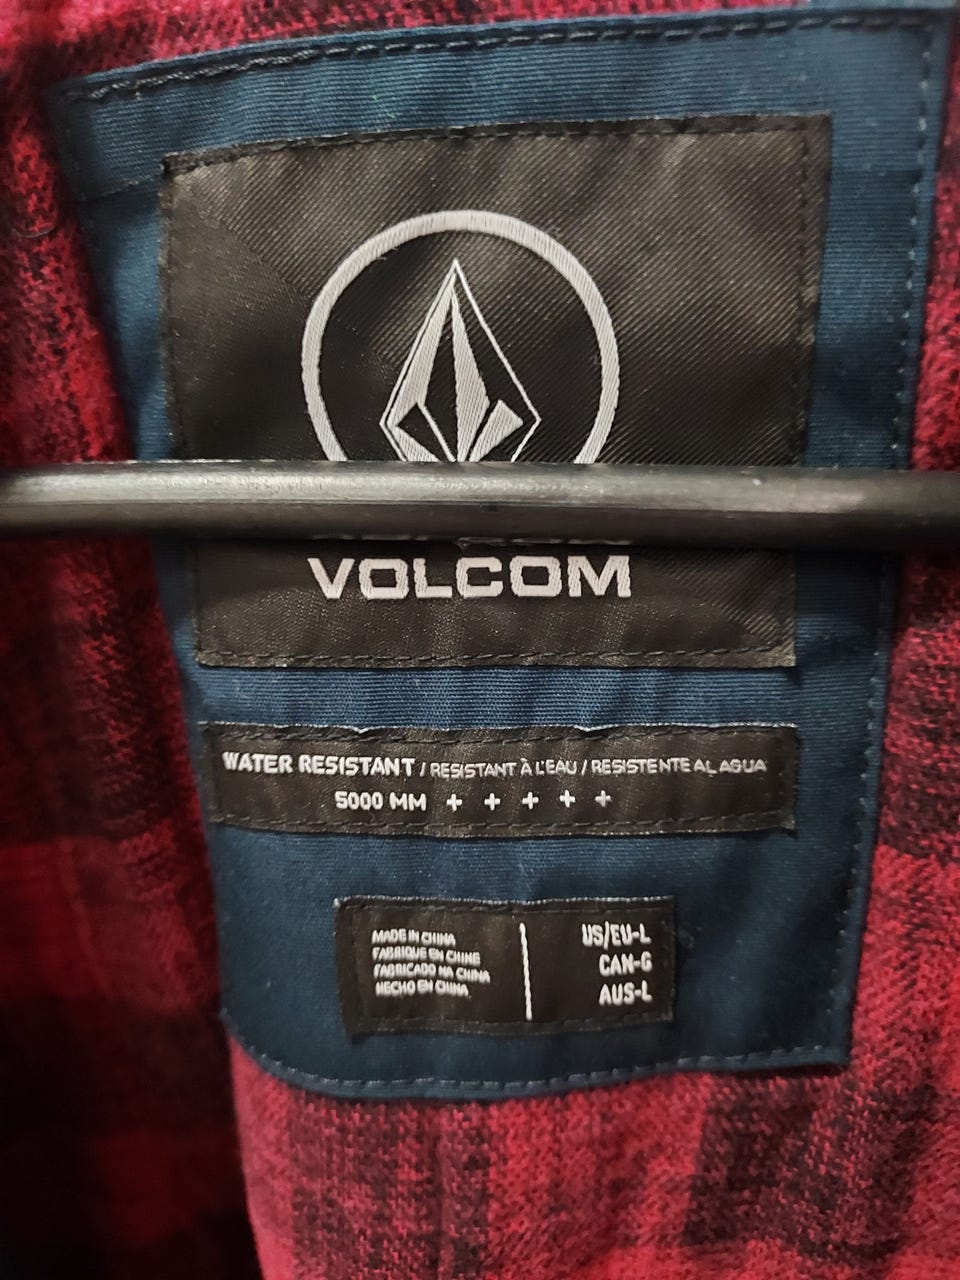 VOLCOM
WATER RESISTANT / RESISTANT À L'EAU / RESISTENTE AL AGUA
5000 MM + + + + +
MADE IN CHINA
FABRIQUE EN CHINE
FABRICADO NA CHINA
HECHO EN CHINA
US/EU-L
CAN-G
AUS-L